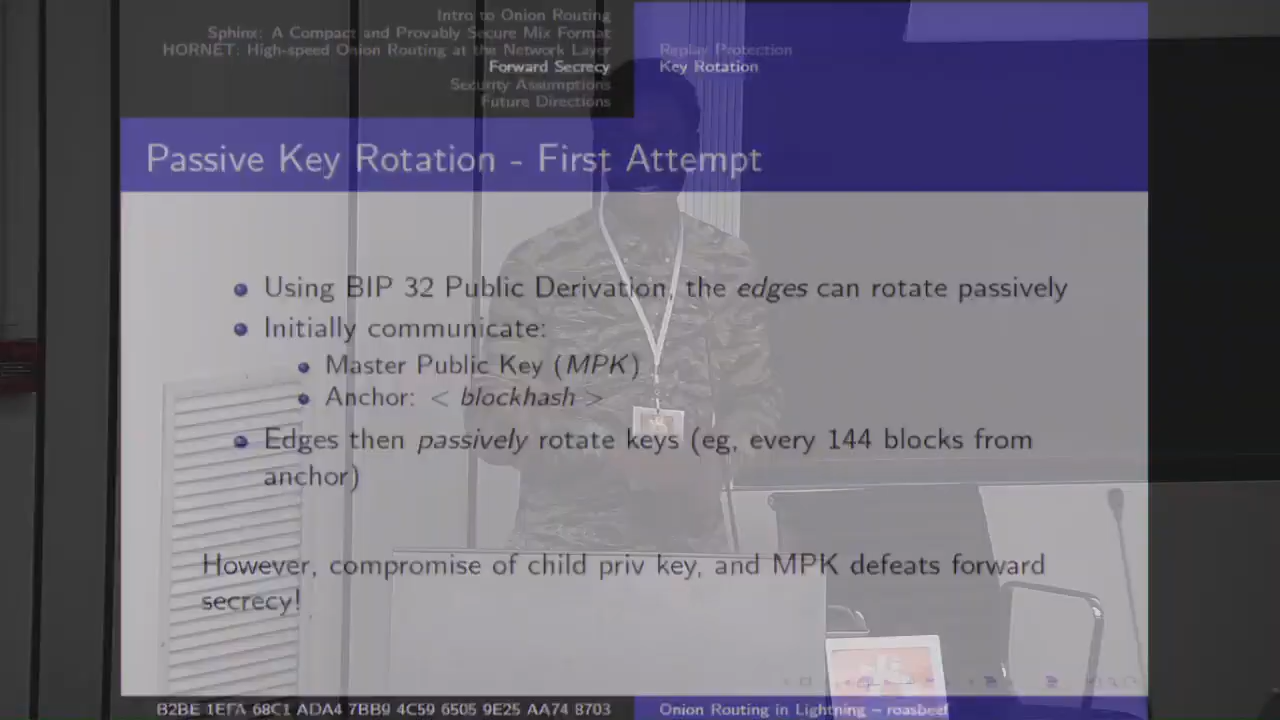 Intro to Onion Routing
Sphinx: A Compact and Provably Secure Mix Format
HORNET: High-speed Onion Routing at the Network Layer
Forward Secrecy
Security Assumptions
Future Directions
Replay Protection
Key Rotation
Passive Key Rotation - First Attempt
Using BIP 32 Public Derivation, the edges can rotate passively
Initially communicate:
Master Public Key (MPK)
Anchor: < blockhash >
Edges then passively rotate keys (eg, every 144 blocks from
anchor)
However, compromise of child priv key, and MPK defeats forward
secrecy!
B2BE 1EFA 68C1 ADA4 7BB9 4C59 6505 9E25 AA74 8703
Onion Routing in Lightning – roasbeef